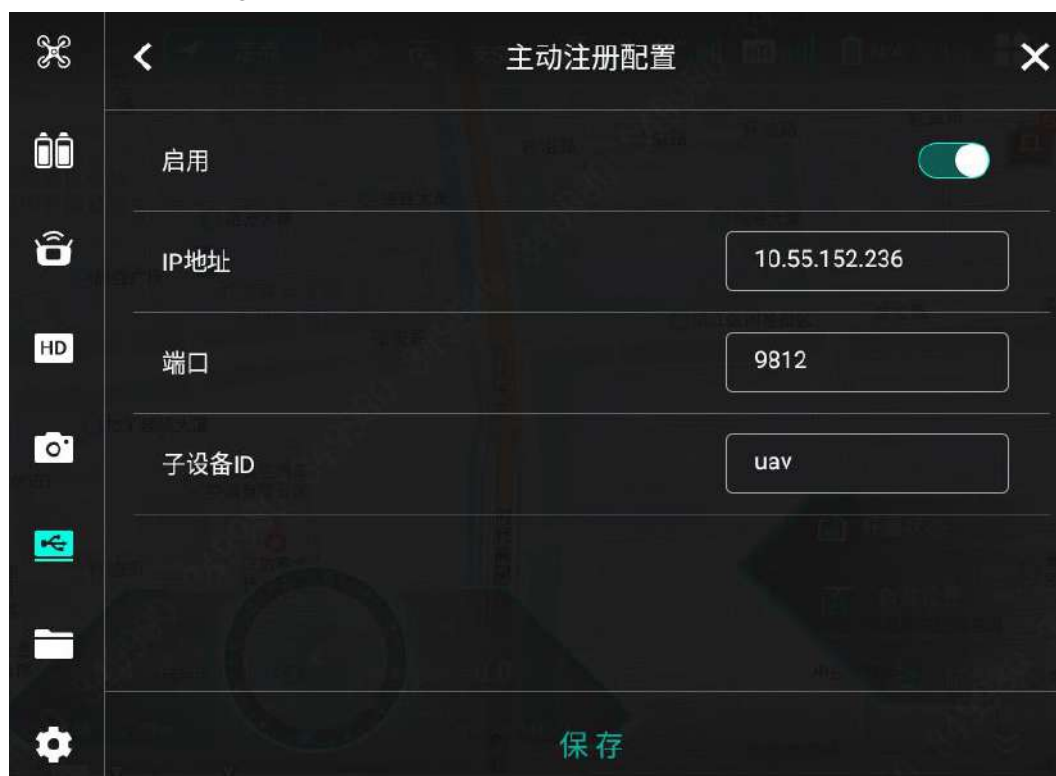 主动注册配置
启用
IP地址
10.55.152.236
HD
端口
9812
子设备ID
uav
保存